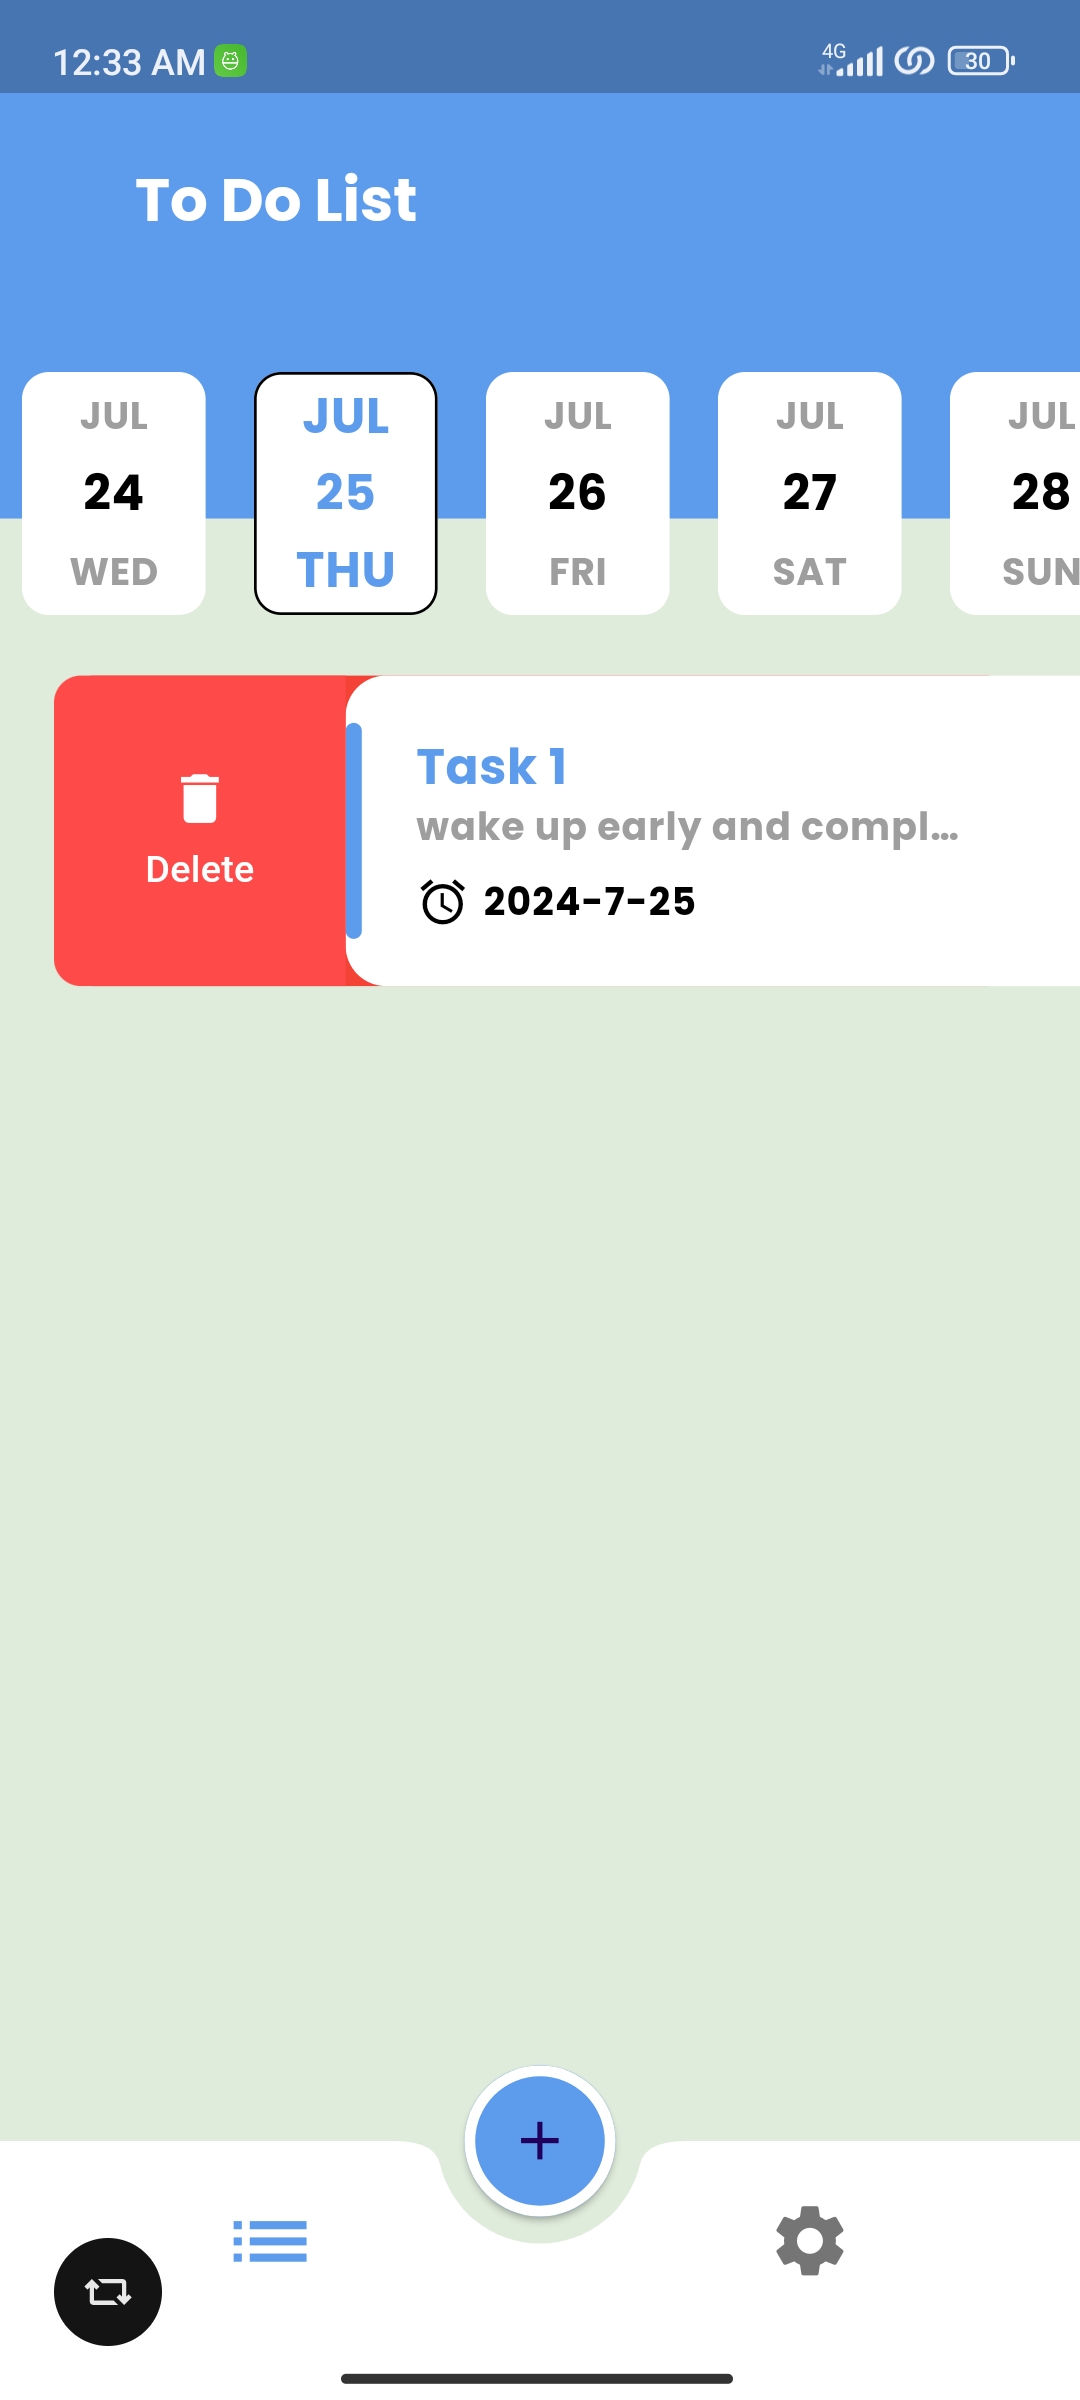 12:33 AM
4G
30
To Do List
JUL JUL JUL JUL JUL
24 25 26 27 28
WED THU FRI SAT SUN
Task 1
wake up early and compl...
Delete
2024-7-25